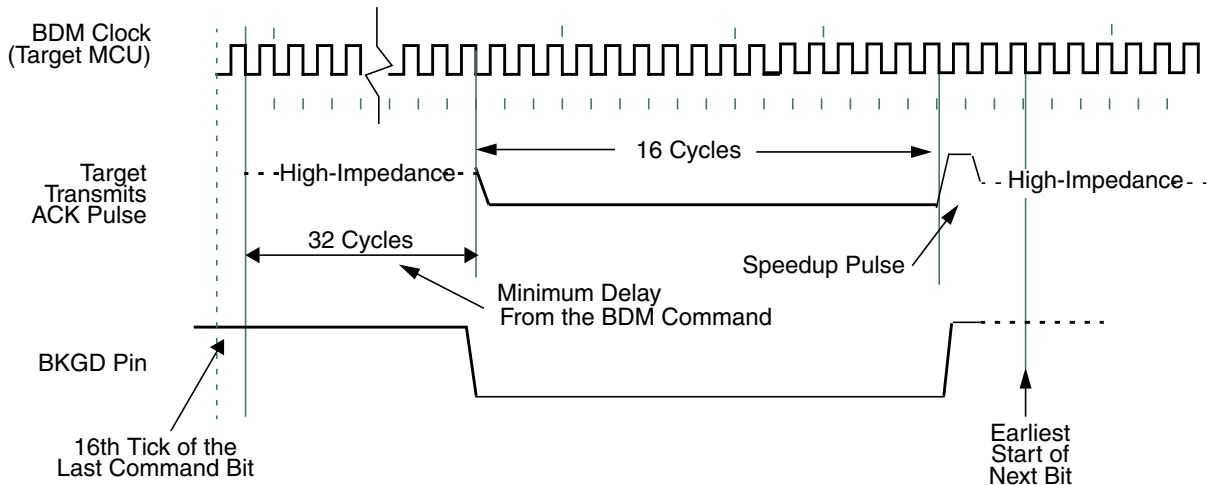 BDM Clock
(Target MCU)
Target
Transmits
ACK Pulse
High-Impedance
16 Cycles
High-Impedance
32 Cycles
Speedup Pulse
Minimum Delay
From the BDM Command
BKGD Pin
16th Tick of the
Last Command Bit
Earliest
Start of
Next Bit